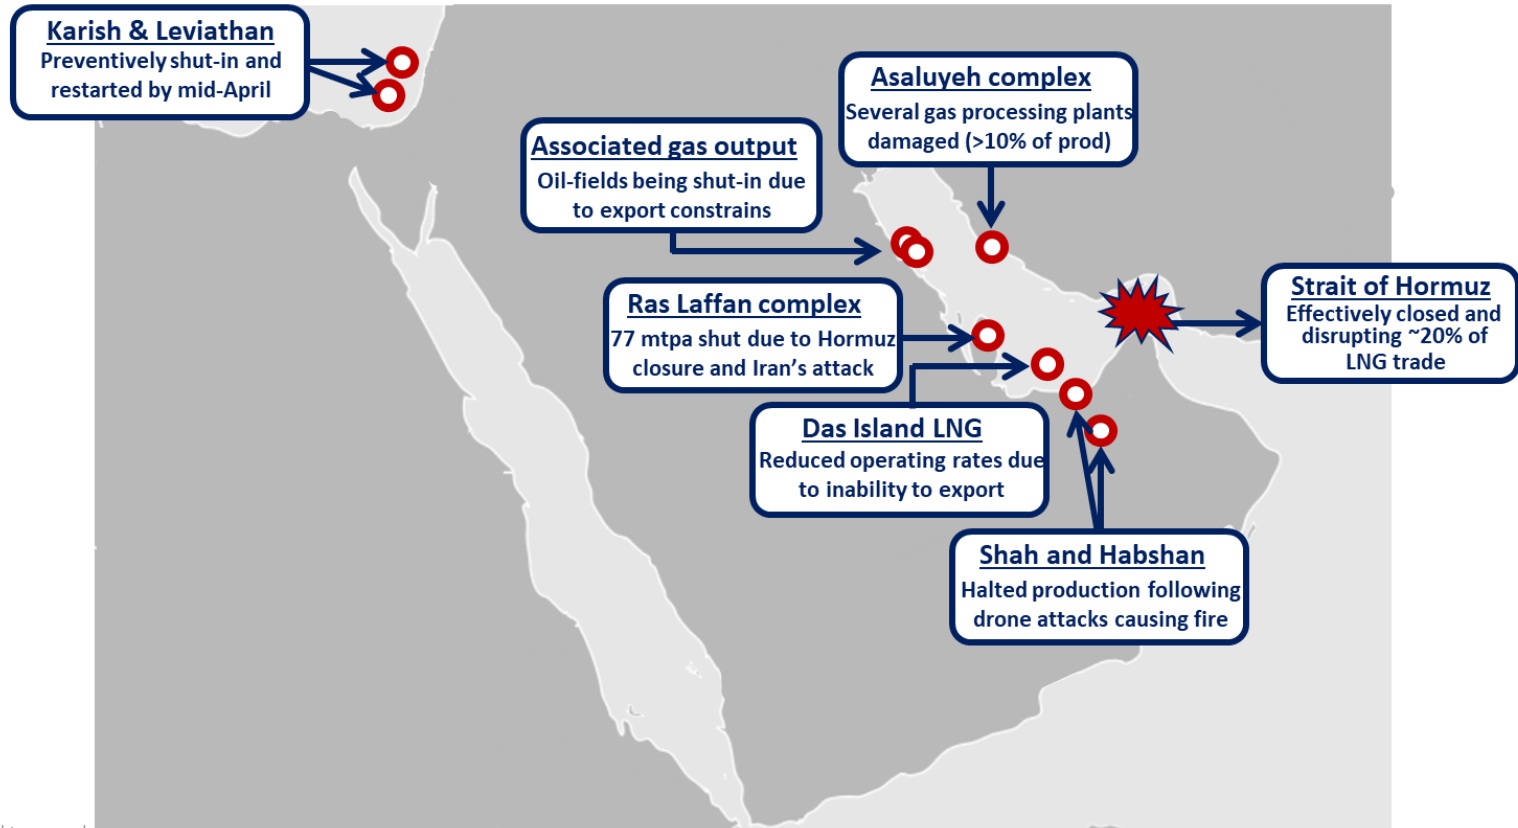 Karish & Leviathan
Preventively shut-in and
restarted by mid-April
Asaluyeh complex
Several gas processing plants
damaged (>10% of prod)
Associated gas output
Oil-fields being shut-in due
to export constrains
Ras Laffan complex
77 mtpa shut due to Hormuz
closure and Iran's attack
Strait of Hormuz
Effectively closed and
disrupting ~20% of
LNG trade
Das Island LNG
Reduced operating rates due
to inability to export
Shah and Habshan
Halted production following
drone attacks causing fire